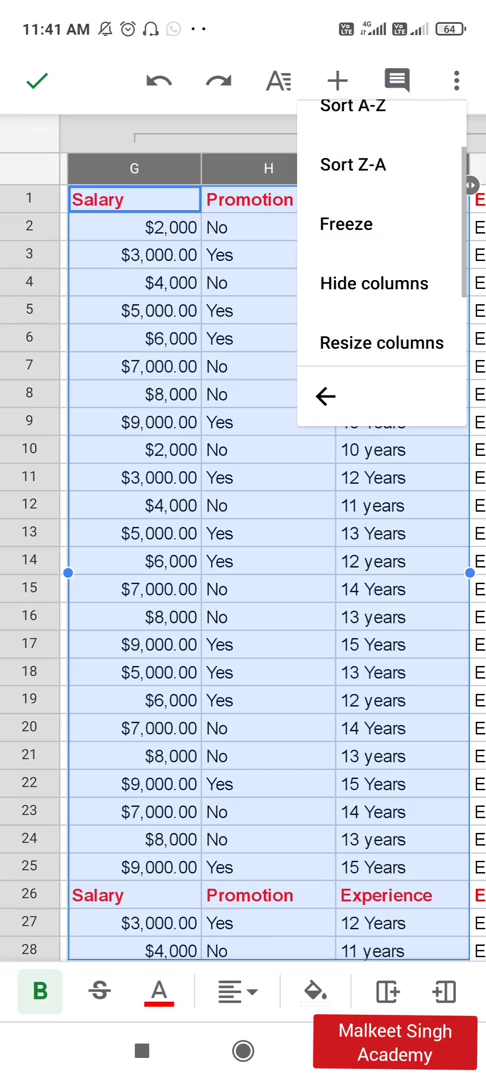 11:41 AM
Vo LTE 4G Vo LTE 64
Sort A-Z
Sort Z-A
Freeze
Hide columns
Resize columns
G H
1 Salary Promotion E
2 $2,000 No E
3 $3,000.00 Yes E
4 $4,000 No E
5 $5,000.00 Yes E
6 $6,000 Yes E
7 $7,000.00 No E
8 $8,000 No E
9 $9,000.00 Yes E
10 $2,000 No 10 years E
11 $3,000.00 Yes 12 Years E
12 $4,000 No 11 years E
13 $5,000.00 Yes 13 Years E
14 $6,000 Yes 12 years E
15 $7,000.00 No 14 Years E
16 $8,000 No 13 years E
17 $9,000.00 Yes 15 Years E
18 $5,000.00 Yes 13 Years E
19 $6,000 Yes 12 years E
20 $7,000.00 No 14 Years E
21 $8,000 No 13 years E
22 $9,000.00 Yes 15 Years E
23 $7,000.00 No 14 Years E
24 $8,000 No 13 years E
25 $9,000.00 Yes 15 Years E
26 Salary Promotion Experience E
27 $3,000.00 Yes 12 Years E
28 $4,000 No 11 years E
B S A
Malkeet Singh
Academy